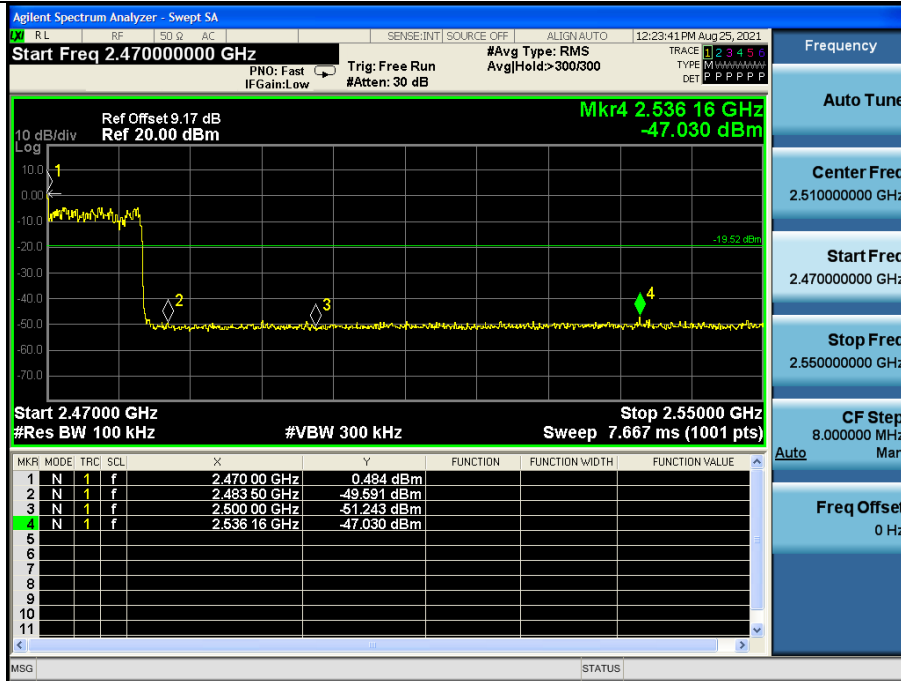 Agilent Spectrum Analyzer - Swept SA
LXI RL RF 50 Ω AC SENSE:INT SOURCE OFF ALIGN AUTO 12:23:41 PM Aug 25, 2021
Start Freq 2.470000000 GHz
PNO: Fast
IFGain:Low
Trig: Free Run
#Atten: 30 dB
#Avg Type: RMS
Avg|Hold:>300/300
TRACE 1 2 3 4 5 6
TYPE M WWWWW
DET P P P P P P
Mkr4 2.536 16 GHz
-47.030 dBm
Ref Offset 9.17 dB
10 dB/div Ref 20.00 dBm
Log
10.0
0.00
-10.0
-20.0
-30.0
-40.0
-50.0
-60.0
-70.0
1
2
3
4
-19.52 dBm
Start 2.47000 GHz Stop 2.55000 GHz
#Res BW 100 kHz #VBW 300 kHz Sweep 7.667 ms (1001 pts)
MKR MODE TRC SCL X Y FUNCTION FUNCTION WIDTH FUNCTION VALUE
1 N 1 f 2.470 00 GHz 0.484 dBm
2 N 1 f 2.483 50 GHz -49.591 dBm
3 N 1 f 2.500 00 GHz -51.243 dBm
4 N 1 f 2.536 16 GHz -47.030 dBm
5
6
7
8
9
10
11
MSG STATUS
Frequency
Auto Tune
Center Freq
2.510000000 GHz
Start Freq
2.470000000 GHz
Stop Freq
2.550000000 GHz
CF Step
8.000000 MHz
Auto Man
Freq Offset
0 Hz